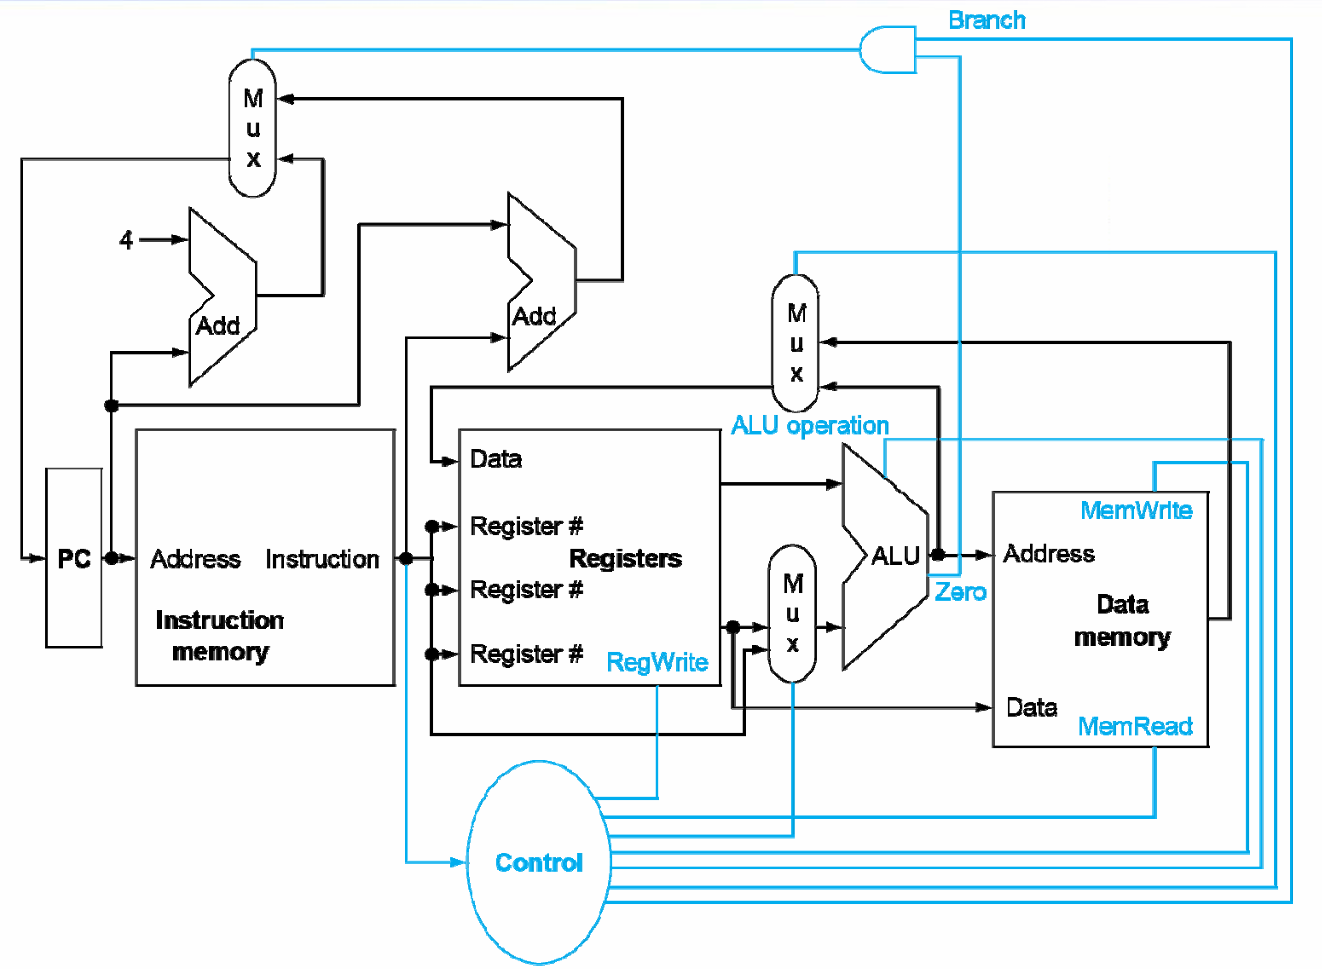 Branch
M
u
x
4
Add
Add
M
u
x
ALU operation
Data
Register #
Registers
Register #
Register #
RegWrite
PC
Address
Instruction
Instruction
memory
M
u
x
ALU
Zero
MemWrite
Address
Data
memory
Data
MemRead
Control